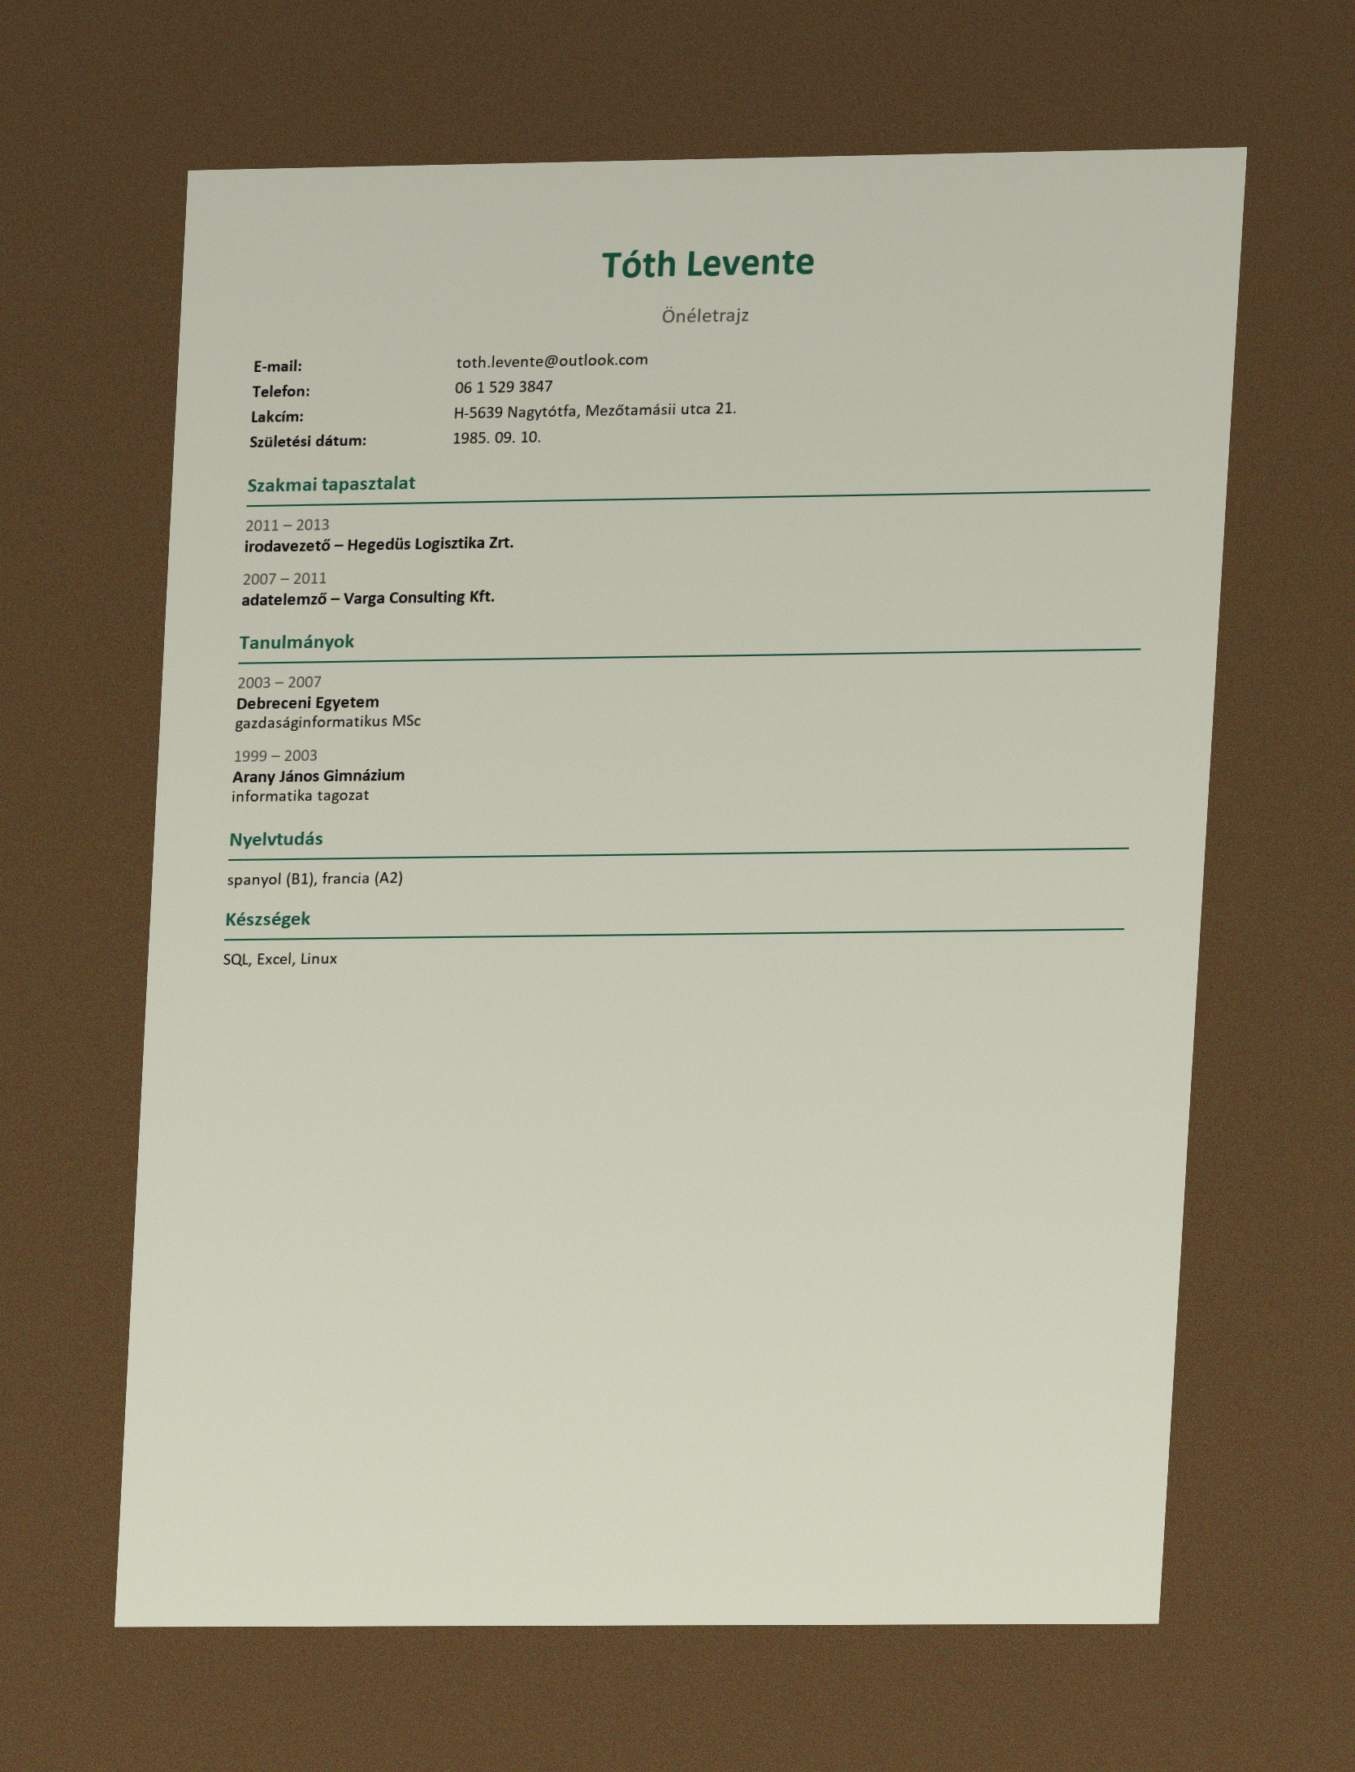 Tóth Levente
Önéletrajz
E-mail: toth.levente@outlook.com
Telefon: 06 1 529 3847
Lakcím: H-5639 Nagytótfa, Mezőtamásii utca 21.
Születési dátum: 1985. 09. 10.
Szakmai tapasztalat
2011 – 2013
irodavezető – Hegedüs Logisztika Zrt.
2007 – 2011
adatelemző – Varga Consulting Kft.
Tanulmányok
2003 – 2007
Debreceni Egyetem
gazdaságinformatikus MSc
1999 – 2003
Arany János Gimnázium
informatika tagozat
Nyelvtudás
spanyol (B1), francia (A2)
Készségek
SQL, Excel, Linux